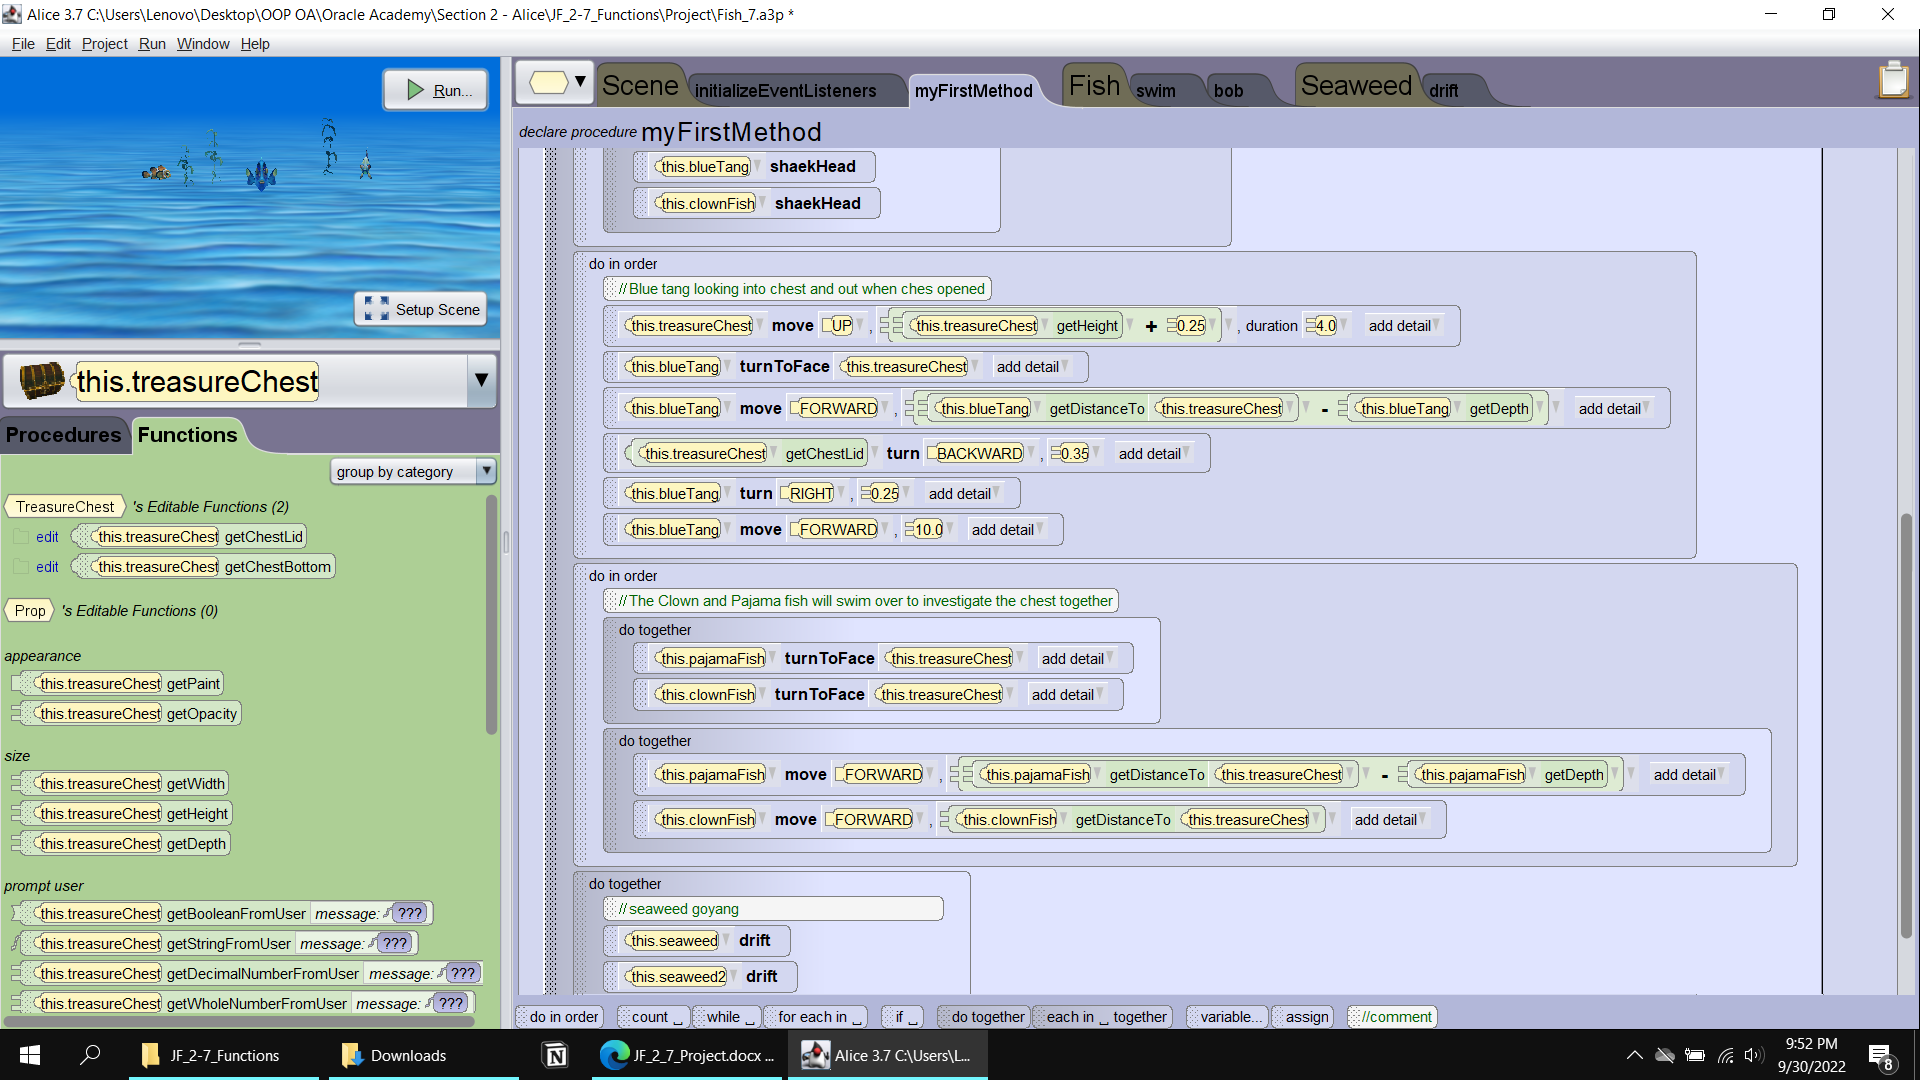 Alice 3.7 C:\Users\Lenovo\Desktop\OOP OA\Oracle Academy\Section 2 - Alice\JF_2-7_Functions\Project\Fish_7.a3p *
File Edit Project Run Window Help
Run...
Setup Scene
this.treasureChest
Procedures Functions
group by category
TreasureChest 's Editable Functions (2)
edit this.treasureChest getChestLid
edit this.treasureChest getChestBottom
Prop 's Editable Functions (0)
appearance
this.treasureChest getPaint
this.treasureChest getOpacity
size
this.treasureChest getWidth
this.treasureChest getHeight
this.treasureChest getDepth
prompt user
this.treasureChest getBooleanFromUser message: ???
this.treasureChest getStringFromUser message: ???
this.treasureChest getDecimalNumberFromUser message: ???
this.treasureChest getWholeNumberFromUser message: ???
Scene initializeEventListeners myFirstMethod Fish swim bob Seaweed drift
declare procedure myFirstMethod
this.blueTang shaekHead
this.clownFish shaekHead
do in order
//Blue tang looking into chest and out when ches opened
this.treasureChest move UP , this.treasureChest getHeight + 0.25 , duration 4.0 add detail
this.blueTang turnToFace this.treasureChest add detail
this.blueTang move FORWARD , this.blueTang getDistanceTo this.treasureChest - this.blueTang getDepth add detail
this.treasureChest getChestLid turn BACKWARD , 0.35 add detail
this.blueTang turn RIGHT , 0.25 add detail
this.blueTang move FORWARD , 10.0 add detail
do in order
//The Clown and Pajama fish will swim over to investigate the chest together
do together
this.pajamaFish turnToFace this.treasureChest add detail
this.clownFish turnToFace this.treasureChest add detail
do together
this.pajamaFish move FORWARD , this.pajamaFish getDistanceTo this.treasureChest - this.pajamaFish getDepth add detail
this.clownFish move FORWARD , this.clownFish getDistanceTo this.treasureChest add detail
do together
//seaweed goyang
this.seaweed drift
this.seaweed2 drift
do in order count _ while _ for each in _ if _ do together each in _ together variable... assign //comment
JF_2-7_Functions Downloads JF_2_7_Project.docx ... Alice 3.7 C:\Users\L...
9:52 PM
9/30/2022
8